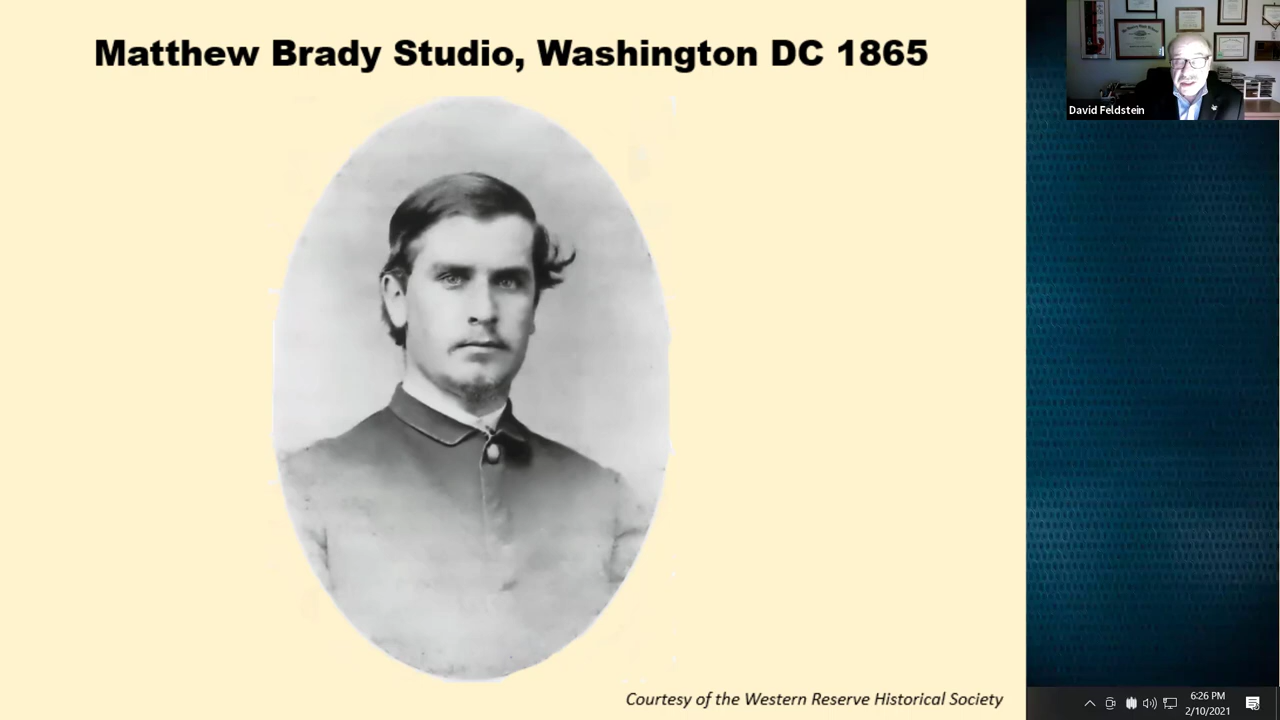 Matthew Brady Studio, Washington DC 1865
David Feldstein
Courtesy of the Western Reserve Historical Society
6:26 PM
2/10/2021